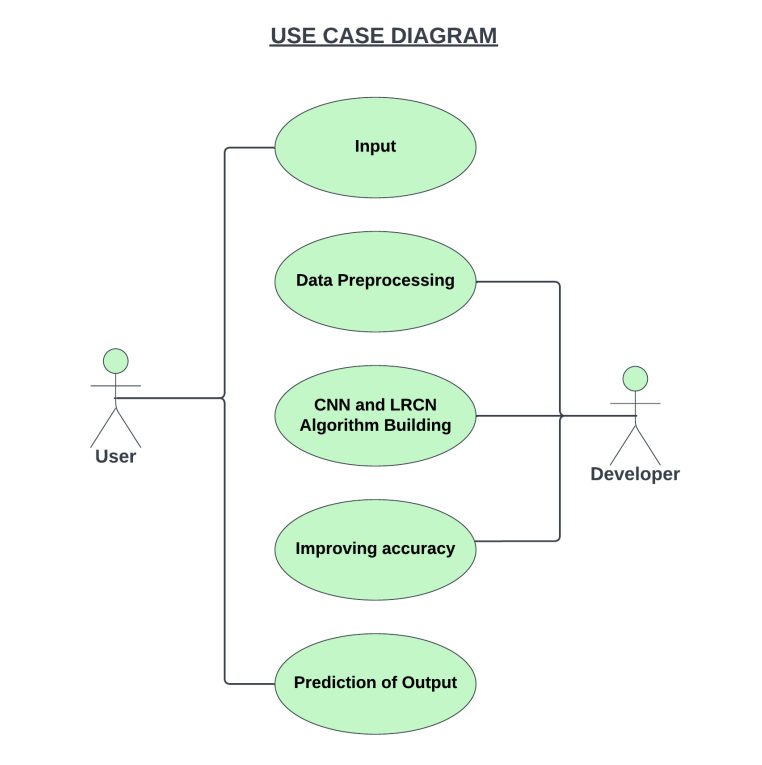 USE CASE DIAGRAM
Input
Data Preprocessing
CNN and LRCN
Algorithm Building
User
Developer
Improving accuracy
Prediction of Output